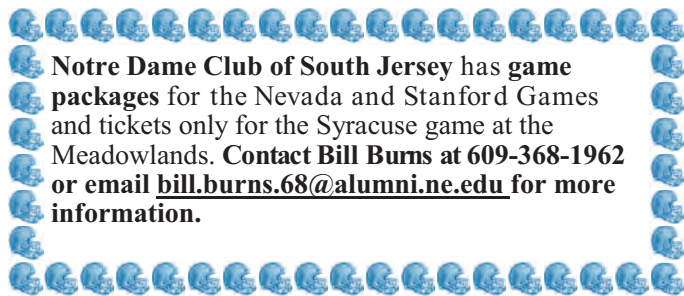 Notre Dame Club of South Jersey has game
packages for the Nevada and Stanford Games
and tickets only for the Syracuse game at the
Meadowlands. Contact Bill Burns at 609-368-1962
or email bill.burns.68@alumni.ne.edu for more
information.